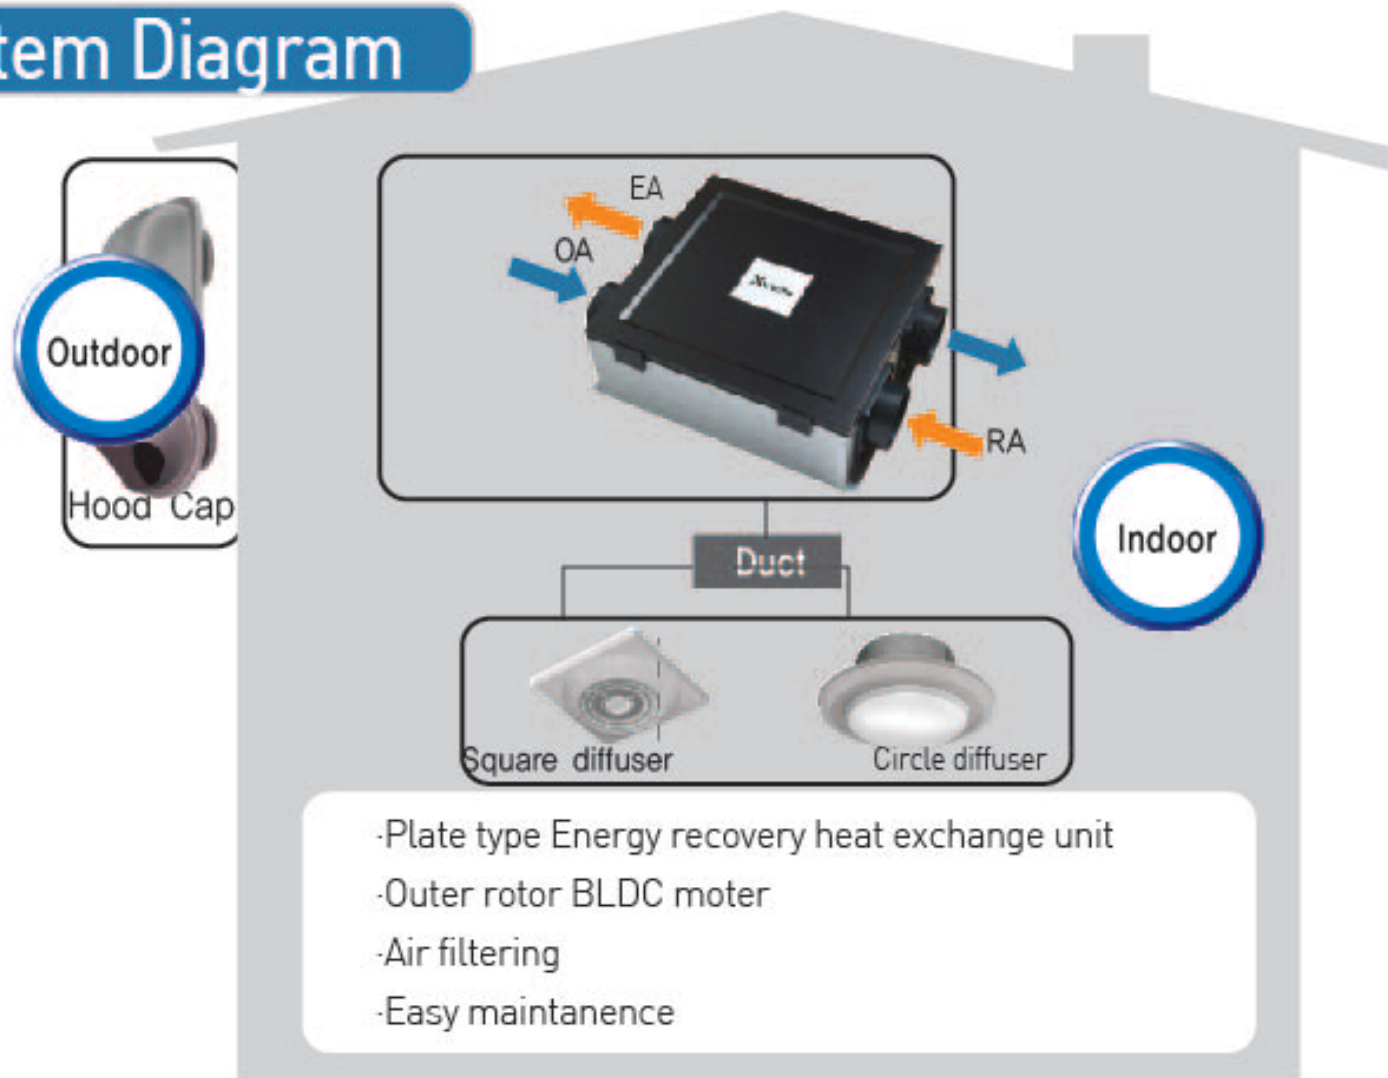 tem Diagram
EA
OA
Outdoor
RA
Hood Cap
Indoor
Duct
Square diffuser
Circle diffuser
·Plate type Energy recovery heat exchange unit
·Outer rotor BLDC moter
·Air filtering
·Easy maintanence